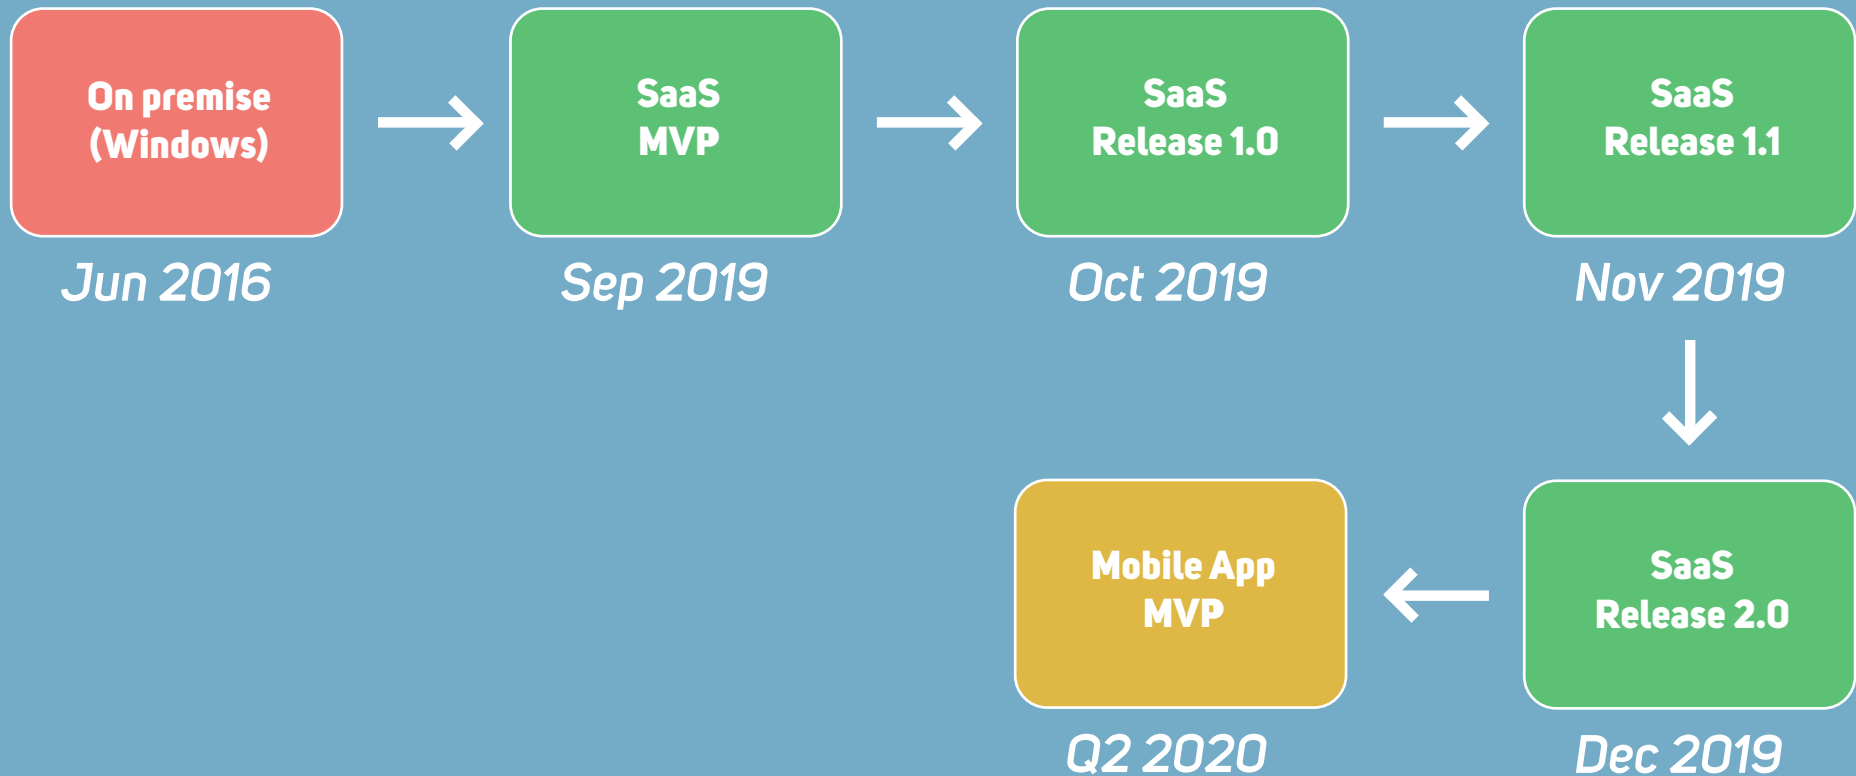 On premise
(Windows)
Jun 2016
SaaS
MVP
Sep 2019
SaaS
Release 1.0
Oct 2019
SaaS
Release 1.1
Nov 2019
SaaS
Release 2.0
Dec 2019
Mobile App
MVP
Q2 2020